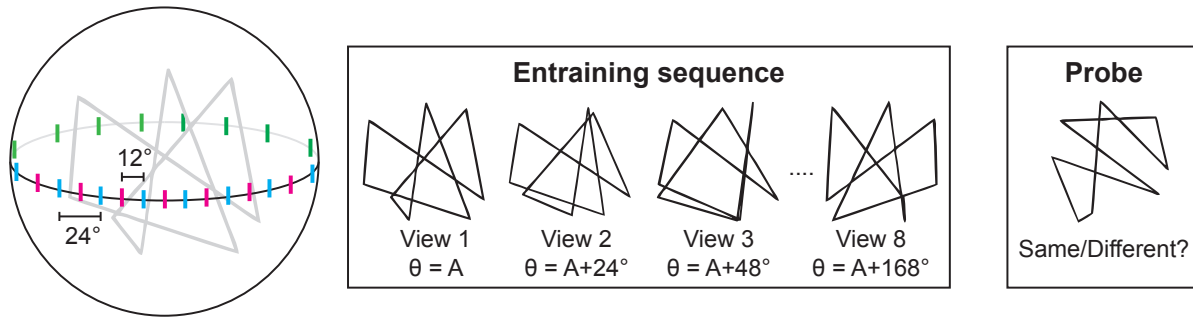 12°
24°
Entraining sequence
....
View 1
θ = A
View 2
θ = A+24°
View 3
θ = A+48°
View 8
θ = A+168°
Probe
Same/Different?